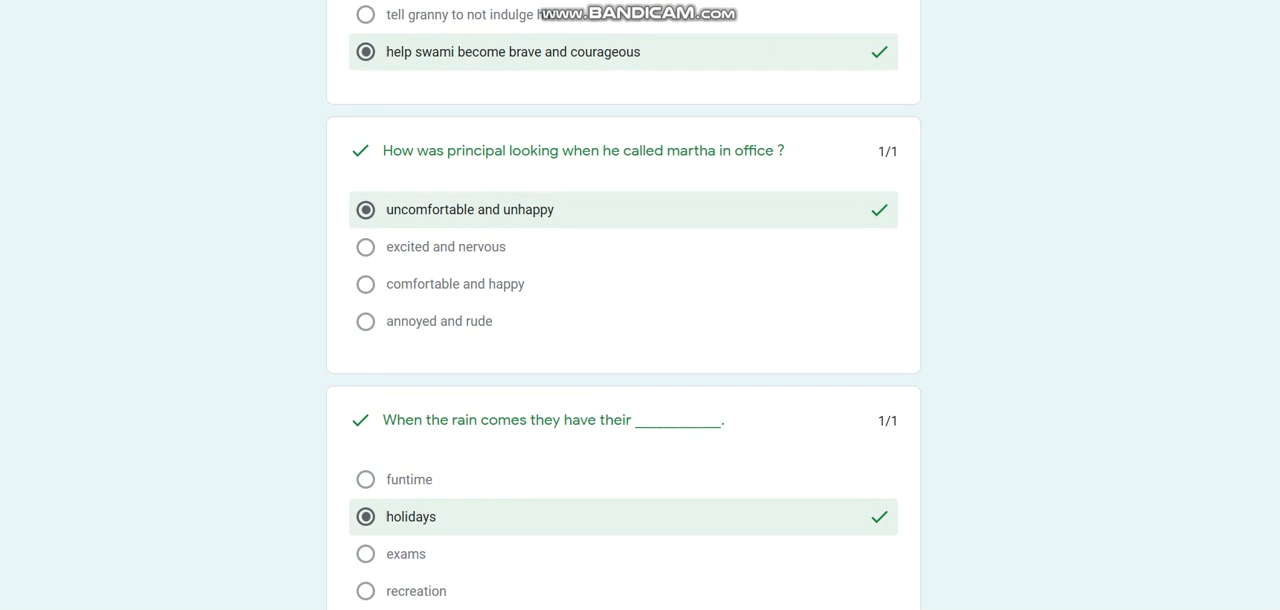 tell granny to not indulge
www.BANDICAM.com
help swami become brave and courageous
How was principal looking when he called martha in office ?
1/1
uncomfortable and unhappy
excited and nervous
comfortable and happy
annoyed and rude
When the rain comes they have their ___________.
1/1
funtime
holidays
exams
recreation